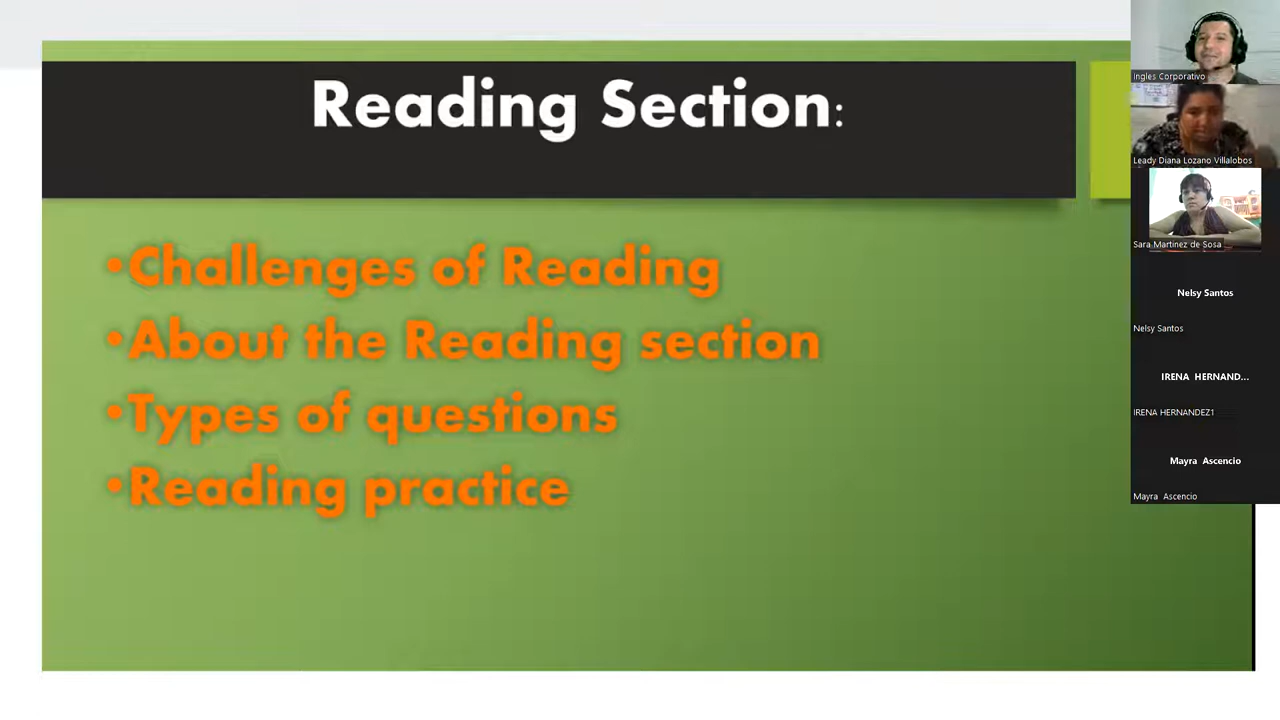 Reading Section:
•Challenges of Reading
•About the Reading section
•Types of questions
•Reading practice
ingles Corporativo
Leady Diana Lozano Villalobos
Sara Martinez de Sosa
Nelsy Santos
Nelsy Santos
IRENA HERNAND...
IRENA HERNANDEZ1
Mayra Ascencio
Mayra Ascencio